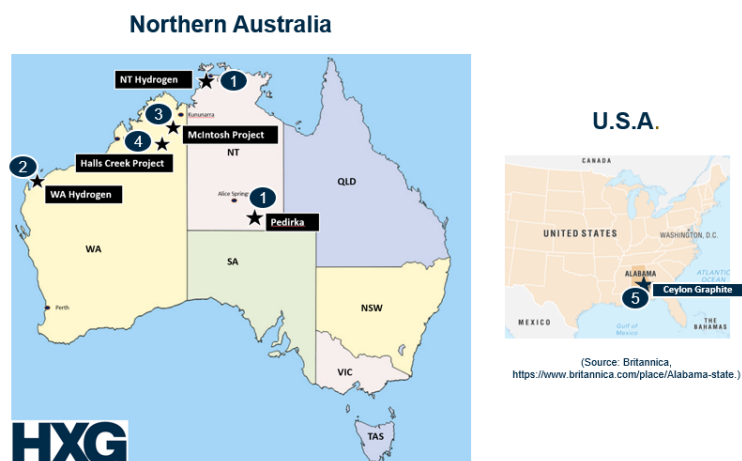 Northern Australia
NT Hydrogen
1
3
Kununurra
McIntosh Project
4
Halls Creek Project
NT
2
WA Hydrogen
Alice Springs
1
Pedirka
QLD
WA
SA
Perth
NSW
VIC
TAS
HXG
U.S.A.
CANADA
UNITED STATES
WASHINGTON, D.C.
ALABAMA
ATLANTIC
OCEAN
Ceylon Graphite
5
MEXICO
Gulf of
Mexico
THE
BAHAMAS
(Source: Britannica,
https://www.britannica.com/place/Alabama-state.)